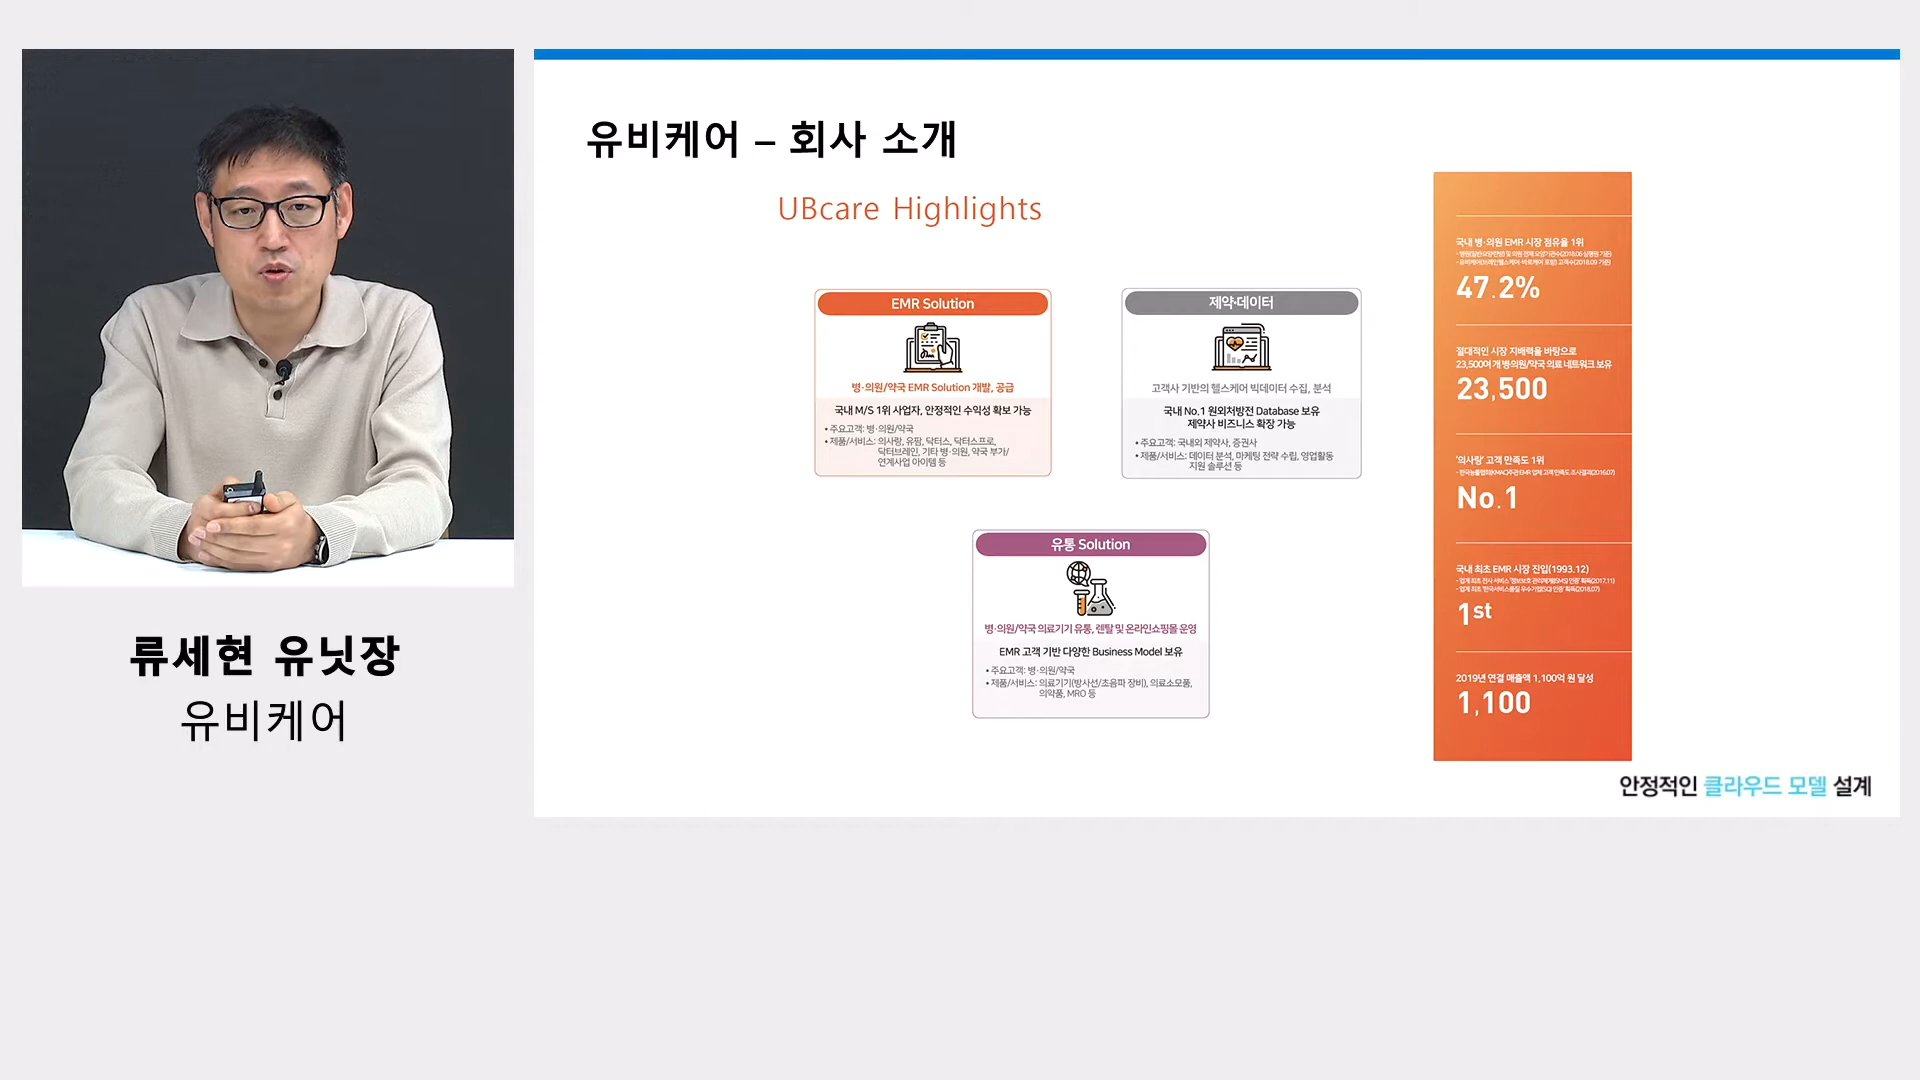 류세현 유닛장
유비케어
유비케어 – 회사 소개
UBcare Highlights
EMR Solution
병·의원/약국 EMR Solution 개발, 공급
국내 M/S 1위 사업자, 안정적인 수익성 확보 가능
• 주요고객: 병·의원/약국
• 제품/서비스: 의사랑, 유팜, 닥터스, 닥터스프로,
닥터브레인, 기타 병·의원, 약국 부가/
연계사업 아이템 등
제약·데이터
고객사 기반의 헬스케어 빅데이터 수집, 분석
국내 No.1 원외처방전 Database 보유
제약사 비즈니스 확장 가능
• 주요고객: 국내외 제약사, 증권사
• 제품/서비스: 데이터 분석, 마케팅 전략 수립, 영업활동
지원 솔루션 등
유통 Solution
병·의원/약국 의료기기 유통, 렌탈 및 온라인쇼핑몰 운영
EMR 고객 기반 다양한 Business Model 보유
• 주요고객: 병·의원/약국
• 제품/서비스: 의료기기(방사선/초음파 장비), 의료소모품,
의약품, MRO 등
국내 병·의원 EMR 시장 점유율 1위
47.2%
절대적인 시장 지배력을 바탕으로
23,500여 개 병의원/약국 의료 네트워크 보유
23,500
'의사랑' 고객 만족도 1위
No.1
국내 최초 EMR 시장 진입(1993.12)
1st
2019년 연결 매출액 1,100억 원 달성
1,100
안정적인 클라우드 모델 설계